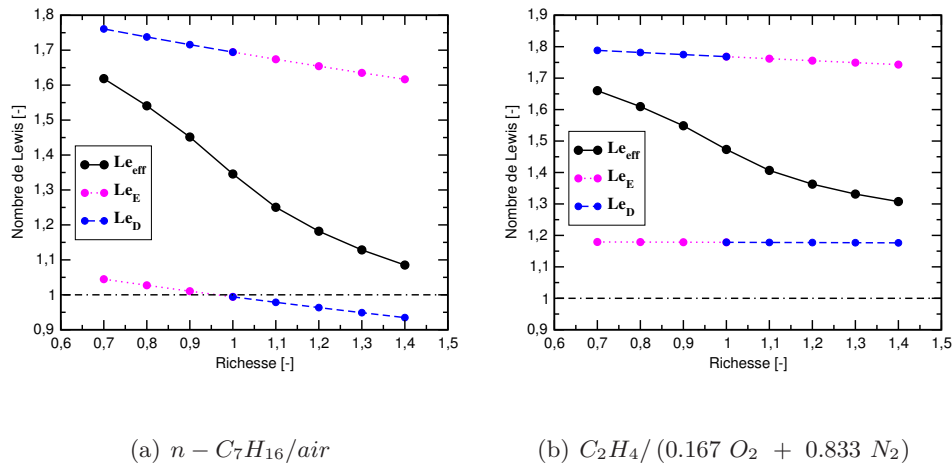 1,8
1,7
1,6
1,5
1,4
1,3
1,2
1,1
1
0,9
Nombre de Lewis [-]
Le_eff
Le_E
Le_D
0,6 0,7 0,8 0,9 1 1,1 1,2 1,3 1,4 1,5
Richesse [-]
1,9
1,8
1,7
1,6
1,5
1,4
1,3
1,2
1,1
1
0,9
Nombre de Lewis [-]
Le_eff
Le_E
Le_D
0,6 0,7 0,8 0,9 1 1,1 1,2 1,3 1,4 1,5
Richesse [-]
(a) n − C₇H₁₆/air
(b) C₂H₄/ (0.167 O₂ + 0.833 N₂)